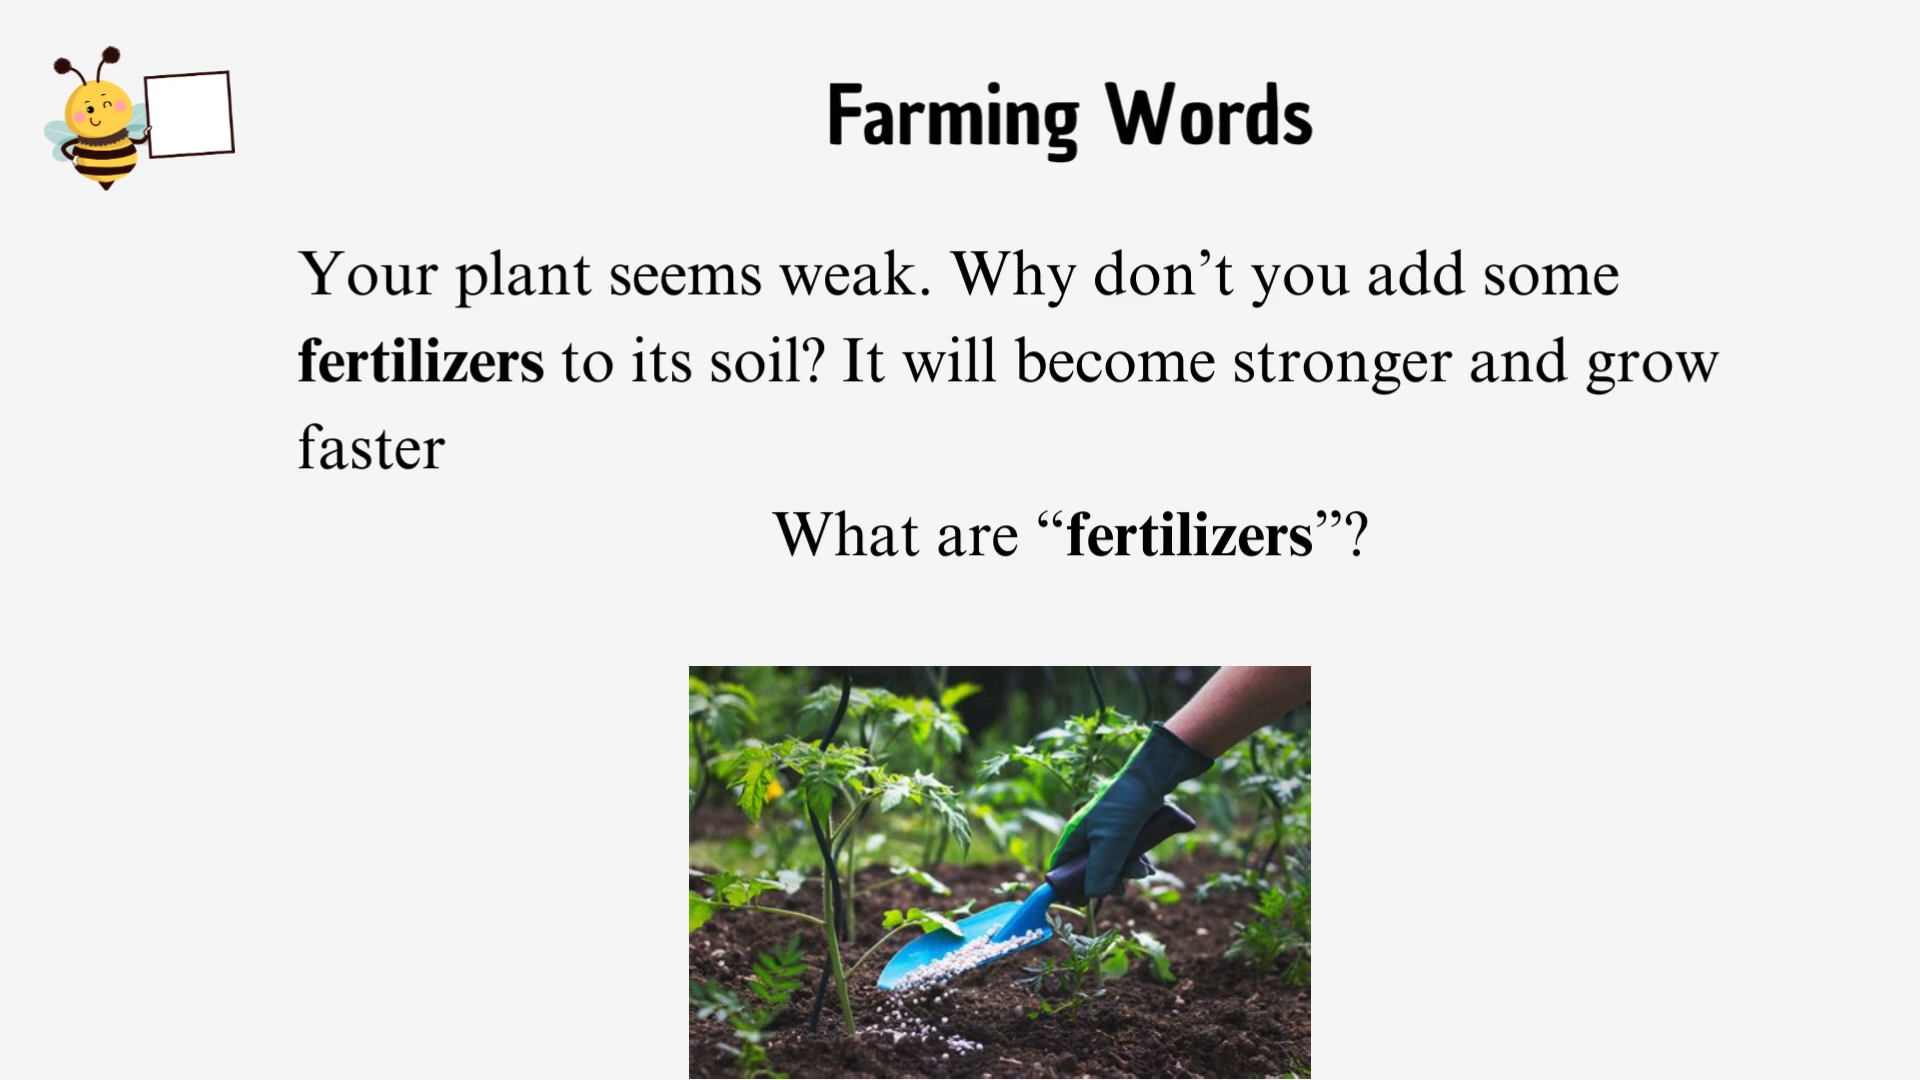 Farming Words
Your plant seems weak. Why don’t you add some
fertilizers to its soil? It will become stronger and grow
faster
What are “fertilizers”?